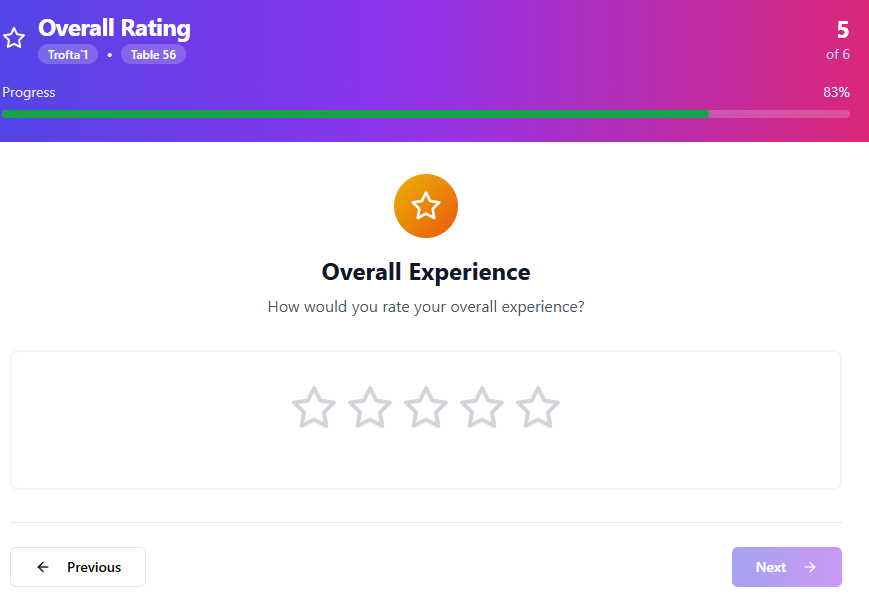 Overall Rating
Trofta`1 • Table 56
5
of 6
Progress
83%
Overall Experience
How would you rate your overall experience?
Previous
Next